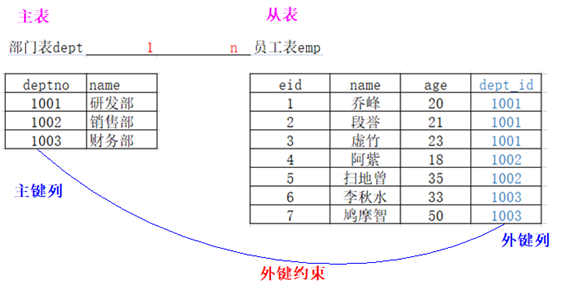 主表 从表
部门表dept 1 n 员工表emp
deptno name
1001 研发部
1002 销售部
1003 财务部
eid name age dept_id
1 乔峰 20 1001
2 段誉 21 1001
3 虚竹 23 1001
4 阿紫 18 1002
5 扫地曾 35 1002
6 李秋水 33 1003
7 鸠摩智 50 1003
主键列
外键列
外键约束